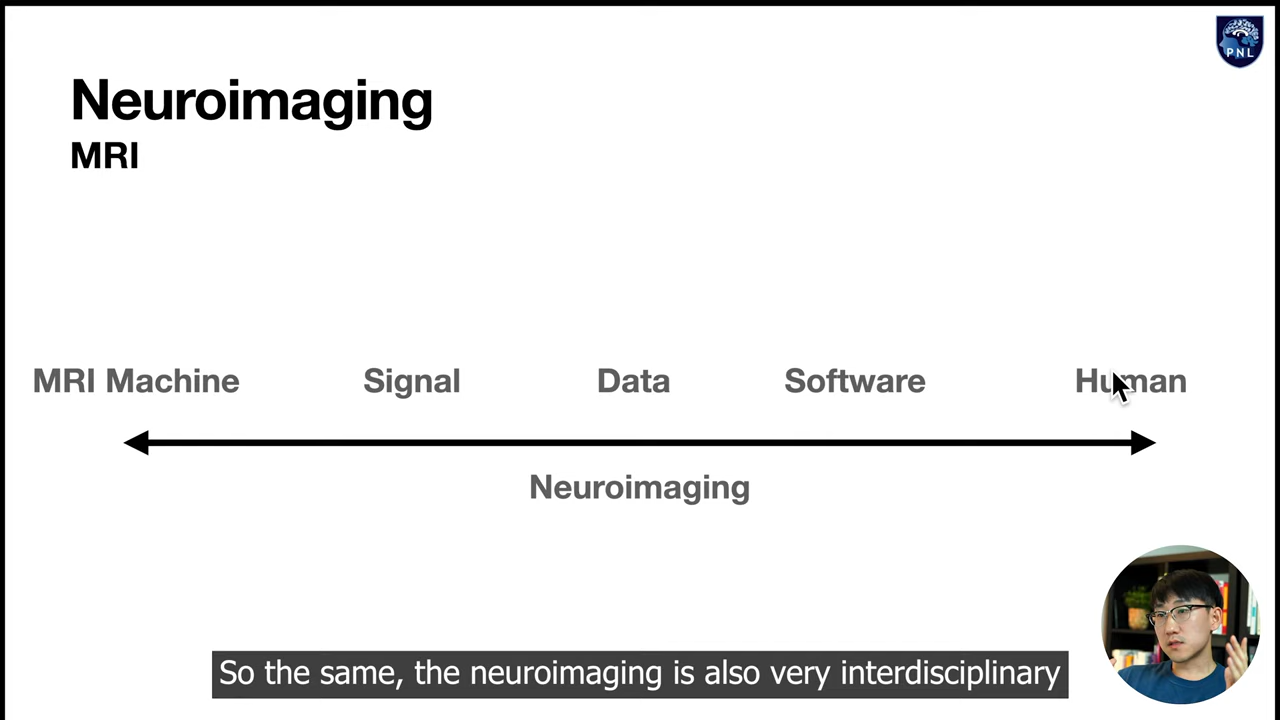 PNL
Neuroimaging
MRI
MRI Machine Signal Data Software Human
Neuroimaging
So the same, the neuroimaging is also very interdisciplinary